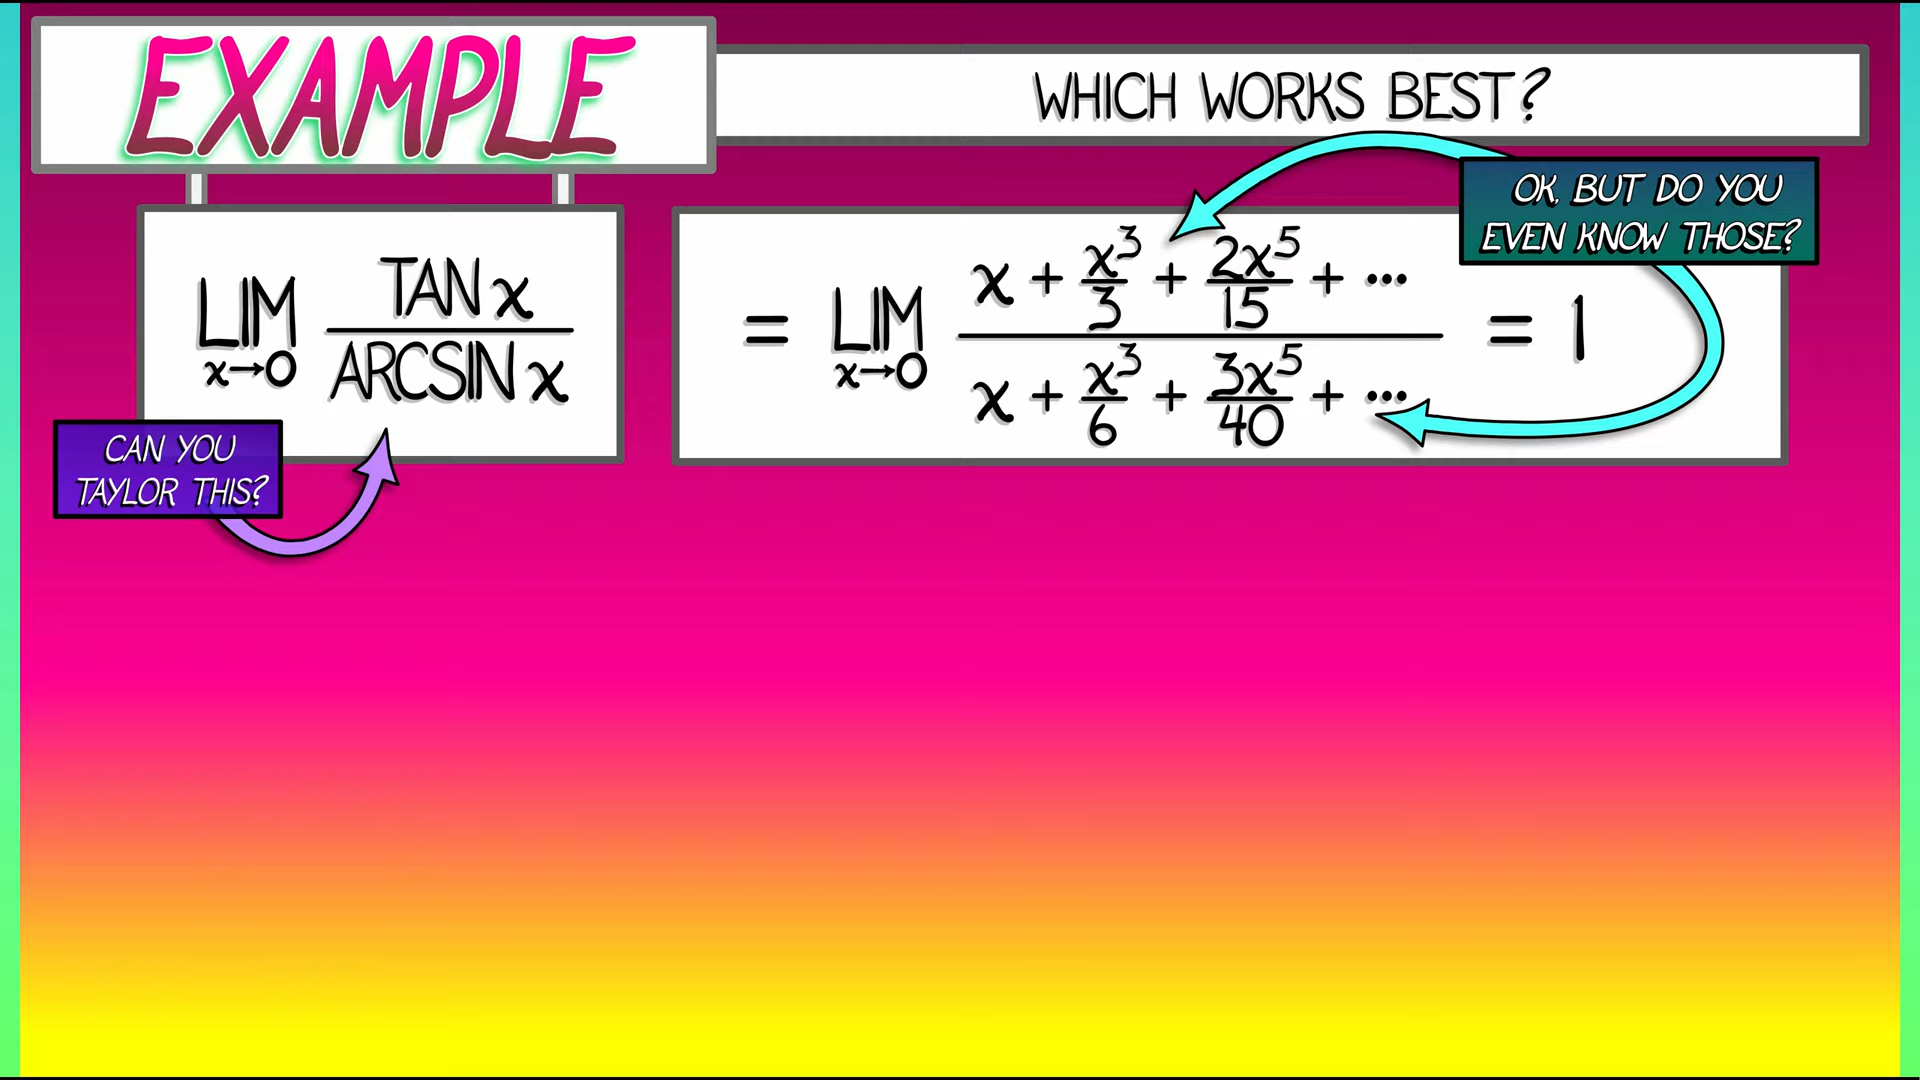 EXAMPLE
WHICH WORKS BEST?
OK, BUT DO YOU
EVEN KNOW THOSE?
LIM x→0 TAN x / ARCSIN x
= LIM x→0 (x + x³/3 + 2x⁵/15 + ⋯) / (x + x³/6 + 3x⁵/40 + ⋯) = 1
CAN YOU
TAYLOR THIS?